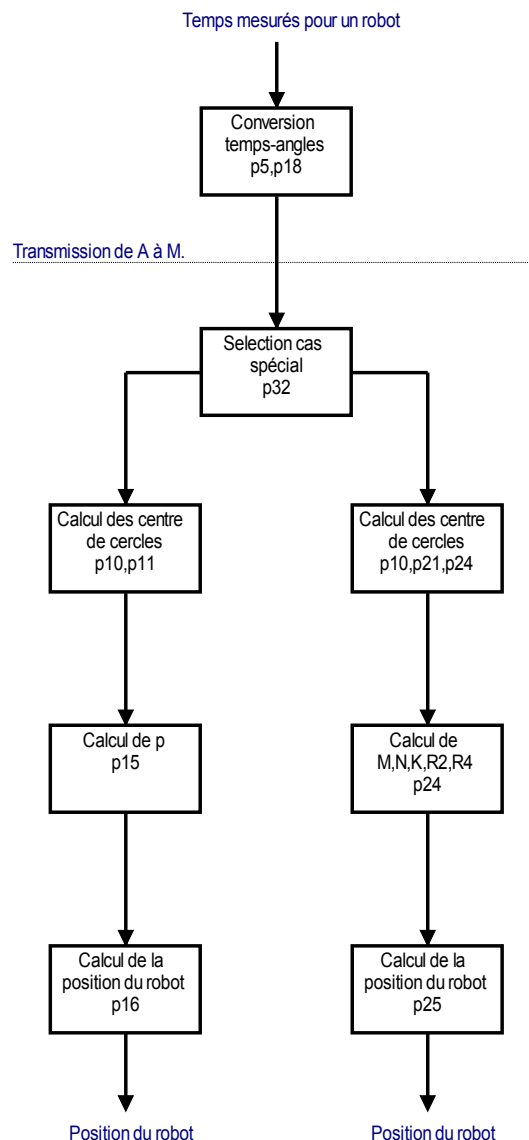 Temps mesurés pour un robot
Conversion
temps-angles
p5,p18
Transmission de A à M.
Selection cas
spécial
p32
Calcul des centre
de cercles
p10,p11
Calcul des centre
de cercles
p10,p21,p24
Calcul de p
p15
Calcul de
M,N,K,R2,R4
p24
Calcul de la
position du robot
p16
Calcul de la
position du robot
p25
Position du robot
Position du robot